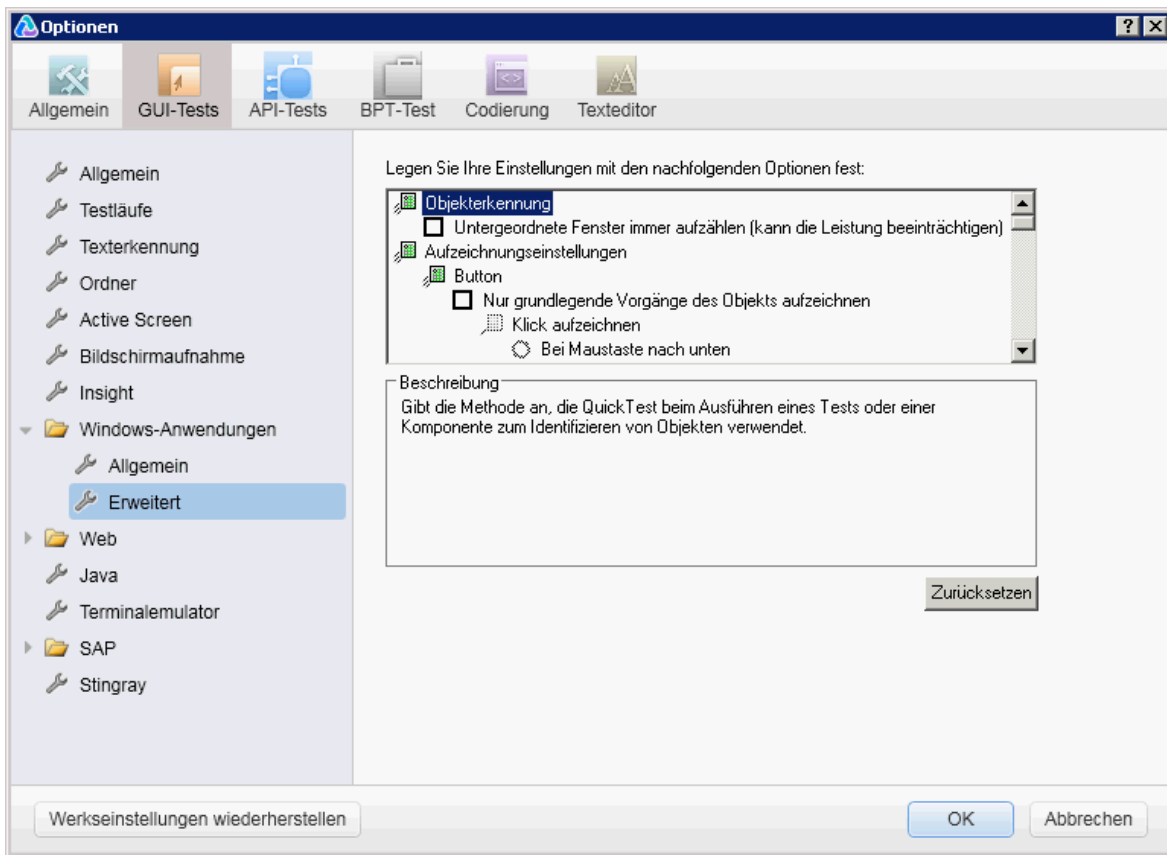 Optionen
Allgemein
GUI-Tests
API-Tests
BPT-Test
Codierung
Texteditor
Allgemein
Testläufe
Texterkennung
Ordner
Active Screen
Bildschirmaufnahme
Insight
Windows-Anwendungen
Allgemein
Erweitert
Web
Java
Terminalemulator
SAP
Stingray
Legen Sie Ihre Einstellungen mit den nachfolgenden Optionen fest:
Objekterkennung
Untergeordnete Fenster immer aufzählen (kann die Leistung beeinträchtigen)
Aufzeichnungseinstellungen
Button
Nur grundlegende Vorgänge des Objekts aufzeichnen
Klick aufzeichnen
Bei Maustaste nach unten
Beschreibung
Gibt die Methode an, die QuickTest beim Ausführen eines Tests oder einer
Komponente zum Identifizieren von Objekten verwendet.
Zurücksetzen
Werkseinstellungen wiederherstellen
OK
Abbrechen